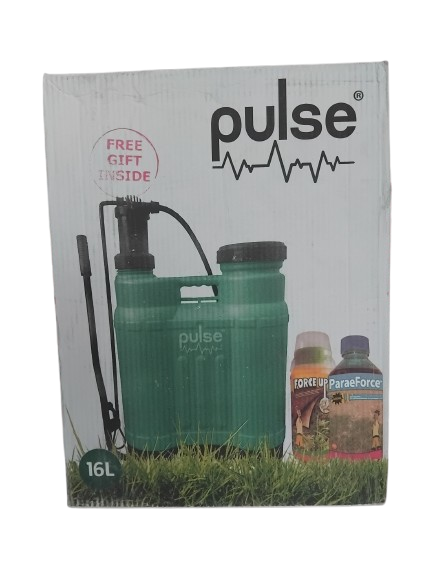 pulse®
FREE
GIFT
INSIDE
pulse
FORCE UP
ParaeForce
16L